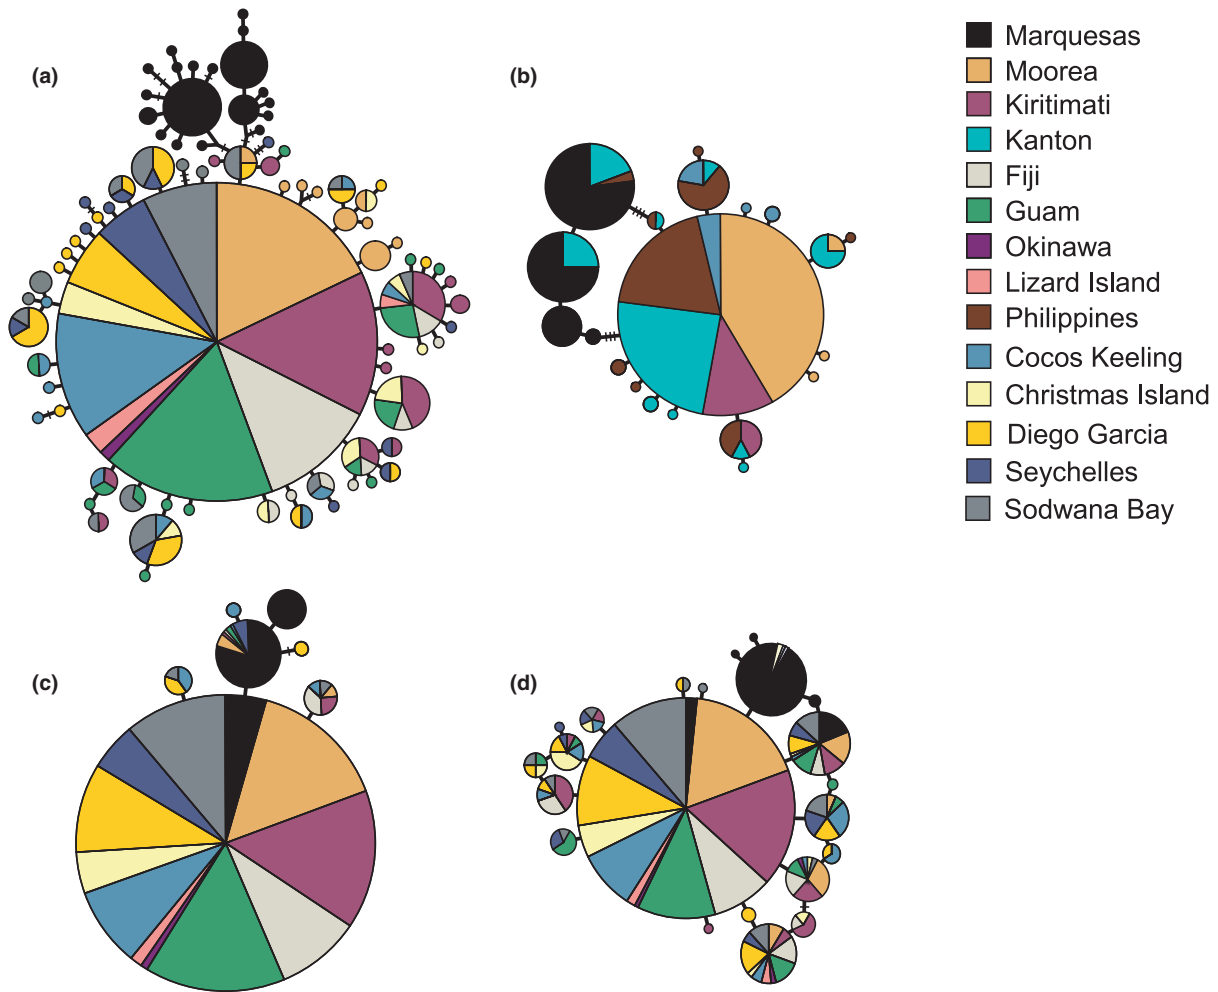 (a)
(b)
Marquesas
Moorea
Kiritimati
Kanton
Fiji
Guam
Okinawa
Lizard Island
Philippines
Cocos Keeling
Christmas Island
Diego Garcia
Seychelles
Sodwana Bay
(c)
(d)